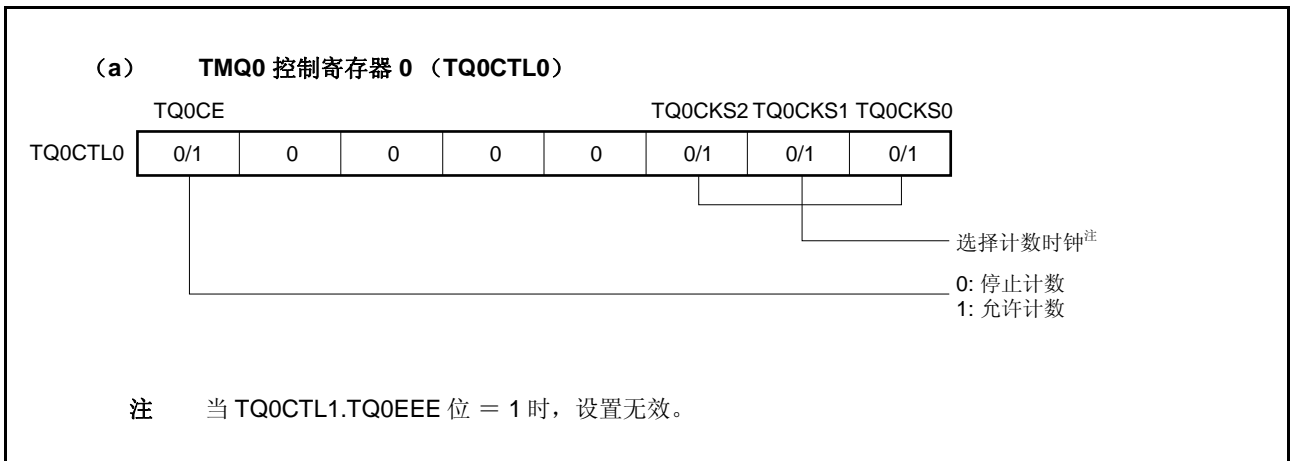 （a） TMQ0 控制寄存器 0 （TQ0CTL0）
TQ0CE TQ0CKS2 TQ0CKS1 TQ0CKS0
TQ0CTL0 0/1 0 0 0 0 0/1 0/1 0/1
选择计数时钟注
0: 停止计数
1: 允许计数
注 当 TQ0CTL1.TQ0EEE 位 ＝ 1 时，设置无效。